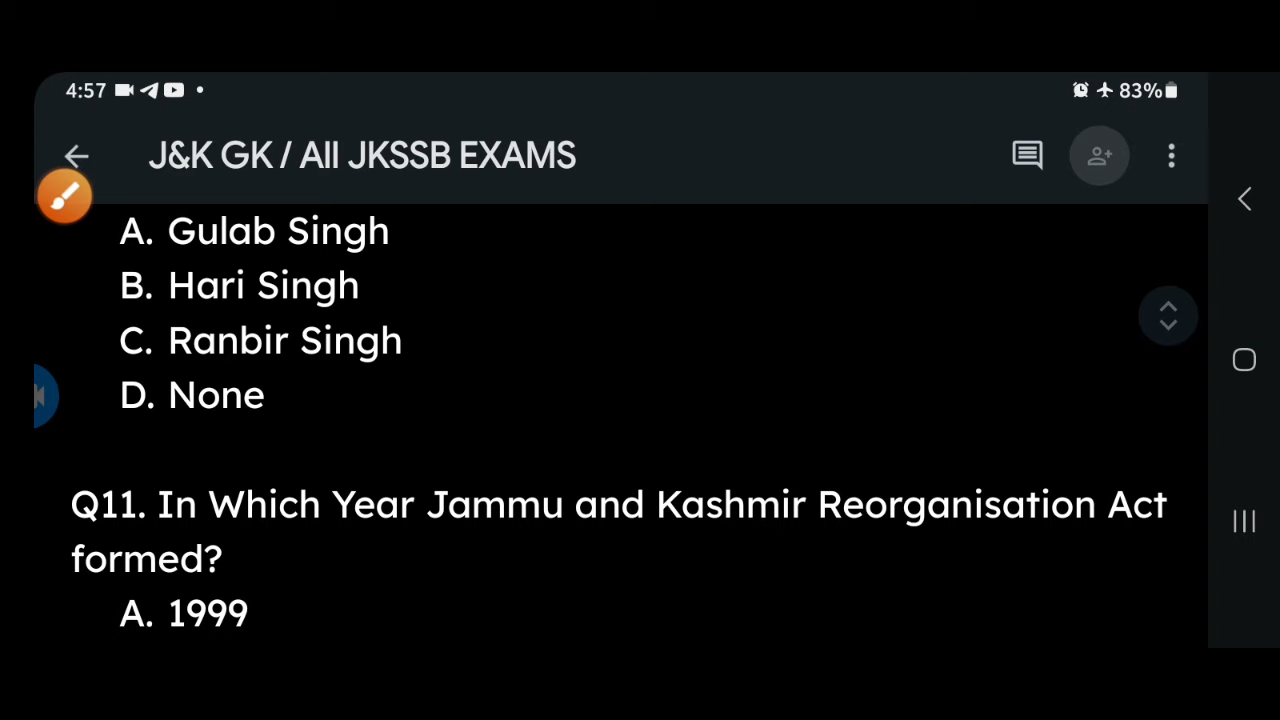 4:57
83%
J&K GK / All JKSSB EXAMS
A. Gulab Singh
B. Hari Singh
C. Ranbir Singh
D. None
Q11. In Which Year Jammu and Kashmir Reorganisation Act
formed?
A. 1999